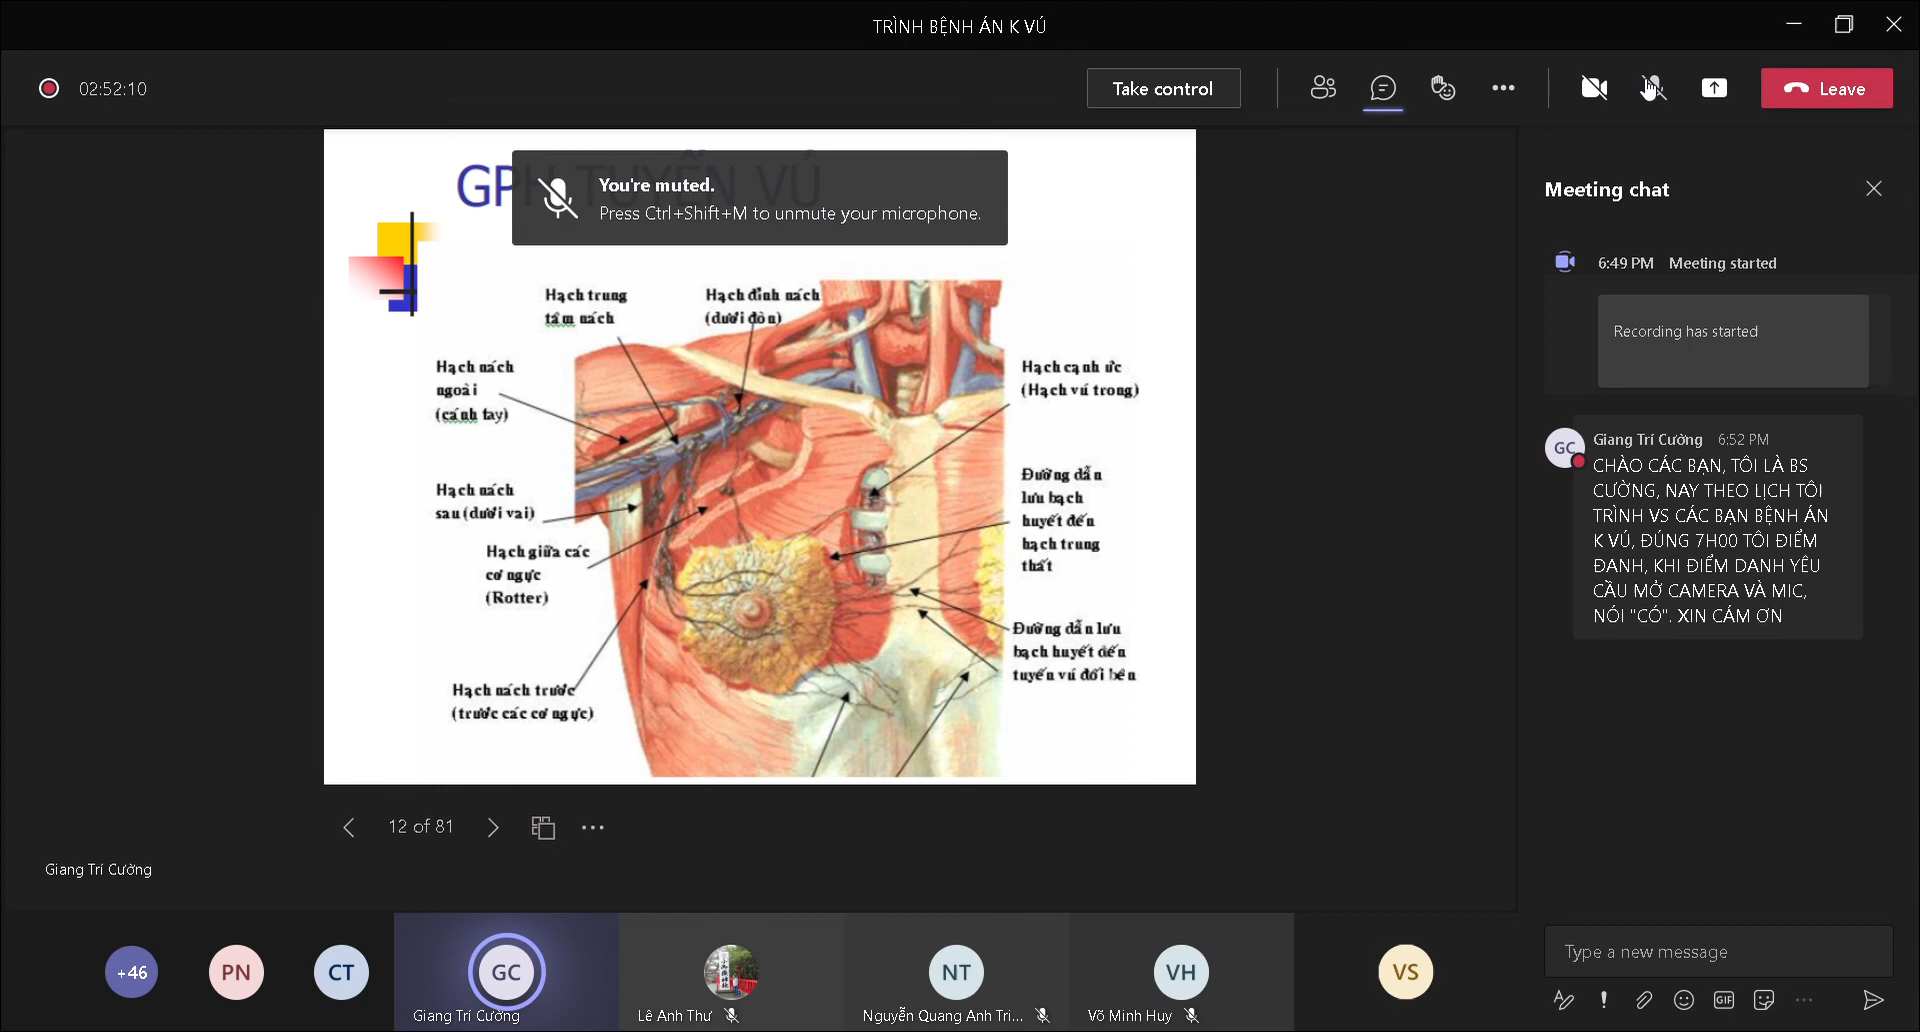 TRÌNH BỆNH ÁN K VÚ
02:52:10
Take control
Leave
GPH TUYẾN VÚ
You're muted.
Press Ctrl+Shift+M to unmute your microphone.
Hạch trung
tâm nách
Hạch đỉnh nách
(dưới đòn)
Hạch nách
ngoài
(cánh tay)
Hạch cạnh ức
(Hạch vú trong)
Hạch nách
sau (dưới vai)
Đường dẫn
lưu bạch
huyết đến
hạch trung
thất
Hạch giữa các
cơ ngực
(Rotter)
Đường dẫn lưu
bạch huyết đến
tuyến vú đối bên
Hạch nách trước
(trước các cơ ngực)
12 of 81
Giang Trí Cường
+46
PN
CT
GC
Giang Trí Cường
Lê Anh Thư
NT
Nguyễn Quang Anh Tri...
VH
Võ Minh Huy
VS
Meeting chat
6:49 PM Meeting started
Recording has started
GC
Giang Trí Cường 6:52 PM
CHÀO CÁC BẠN, TÔI LÀ BS
CƯỜNG, NAY THEO LỊCH TÔI
TRÌNH VS CÁC BẠN BỆNH ÁN
K VÚ, ĐÚNG 7H00 TÔI ĐIỂM
DANH, KHI ĐIỂM DANH YÊU
CẦU MỞ CAMERA VÀ MIC,
NÓI "CÓ". XIN CÁM ƠN
Type a new message
GIF